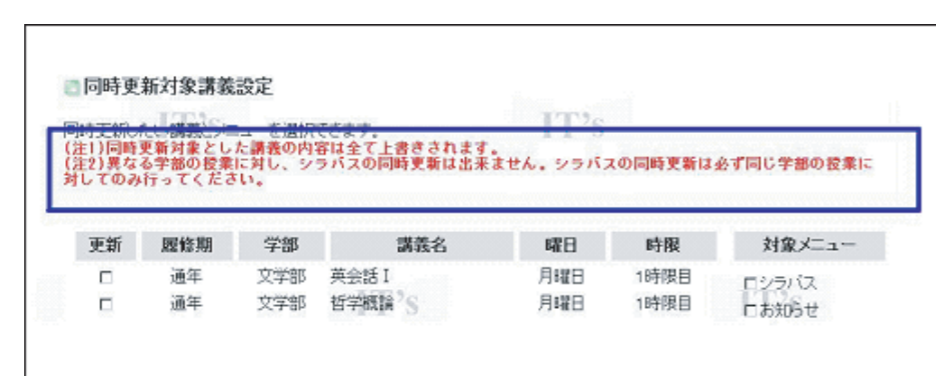 同時更新対象講義設定
同時更新したい講義とメニューを選択できます。
(注1)同時更新対象とした講義の内容は全て上書きされます。
(注2)異なる学部の授業に対し、シラバスの同時更新は出来ません。シラバスの同時更新は必ず同じ学部の授業に
対してのみ行ってください。
更新 履修期 学部 講義名 曜日 時限 対象メニュー
通年 文学部 英会話Ⅰ 月曜日 1時限目 シラバス
通年 文学部 哲学概論 月曜日 1時限目 お知らせ
IT's
IT's
IT's
IT's